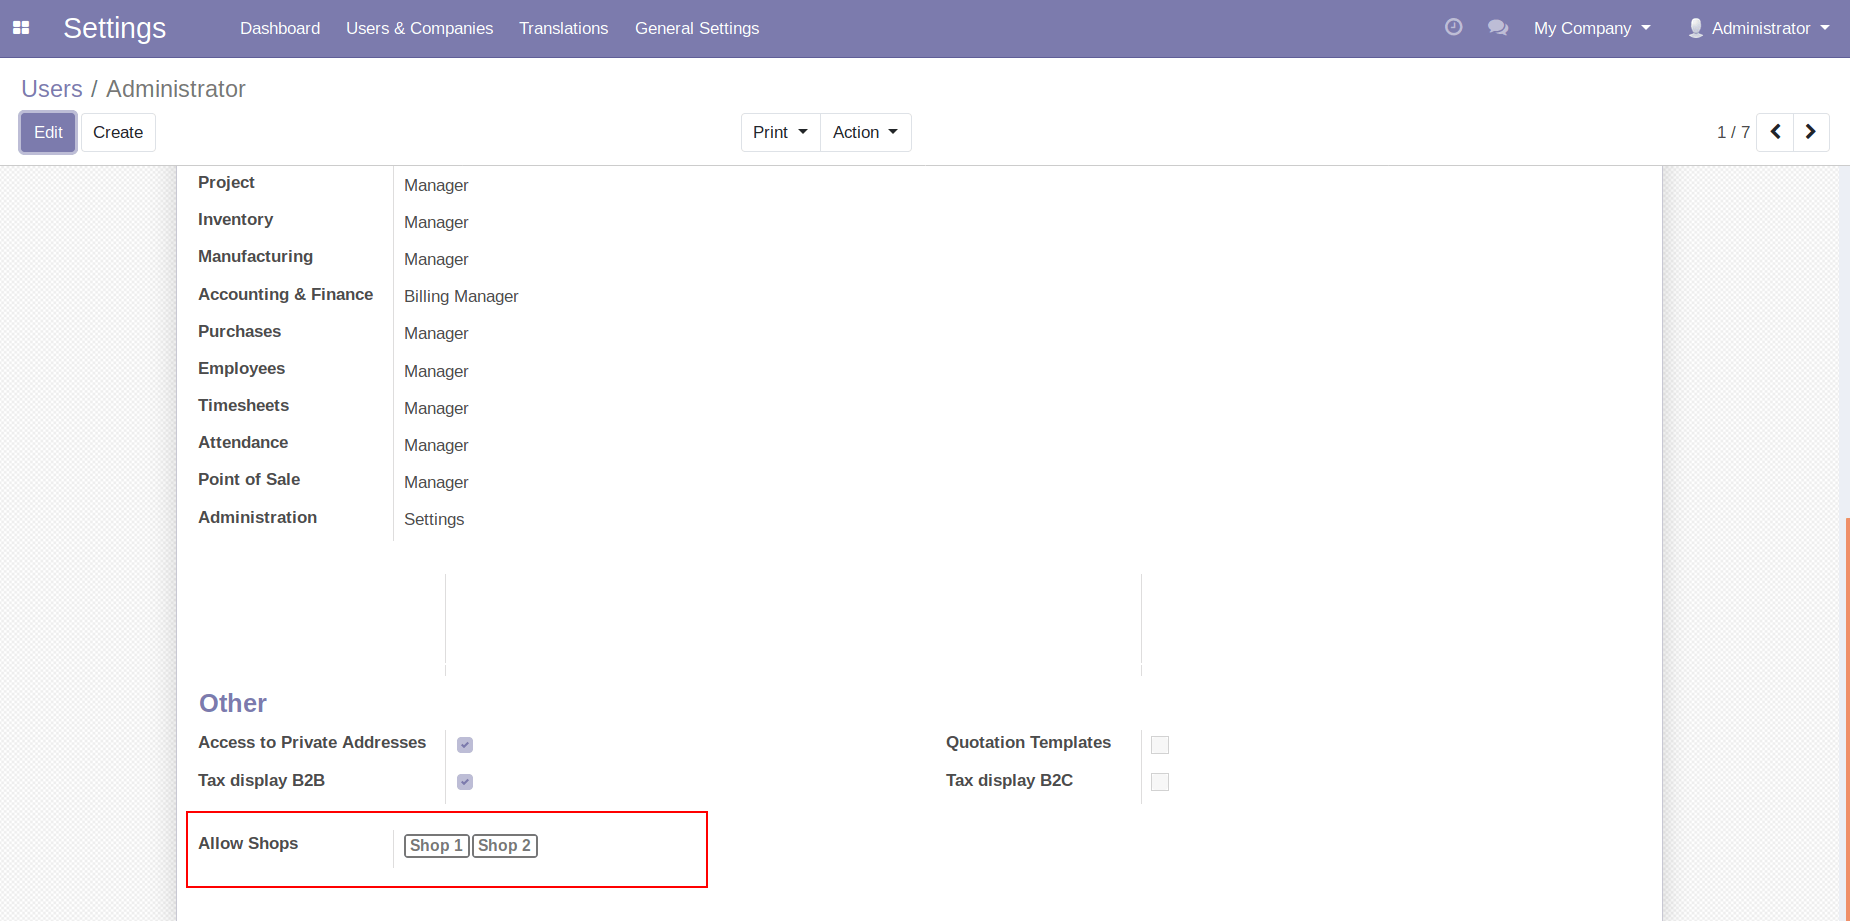 Settings Dashboard Users & Companies Translations General Settings My Company Administrator
Users / Administrator
Edit Create Print Action 1 / 7
Project Manager
Inventory Manager
Manufacturing Manager
Accounting & Finance Billing Manager
Purchases Manager
Employees Manager
Timesheets Manager
Attendance Manager
Point of Sale Manager
Administration Settings
Other
Access to Private Addresses Quotation Templates
Tax display B2B Tax display B2C
Allow Shops Shop 1 Shop 2